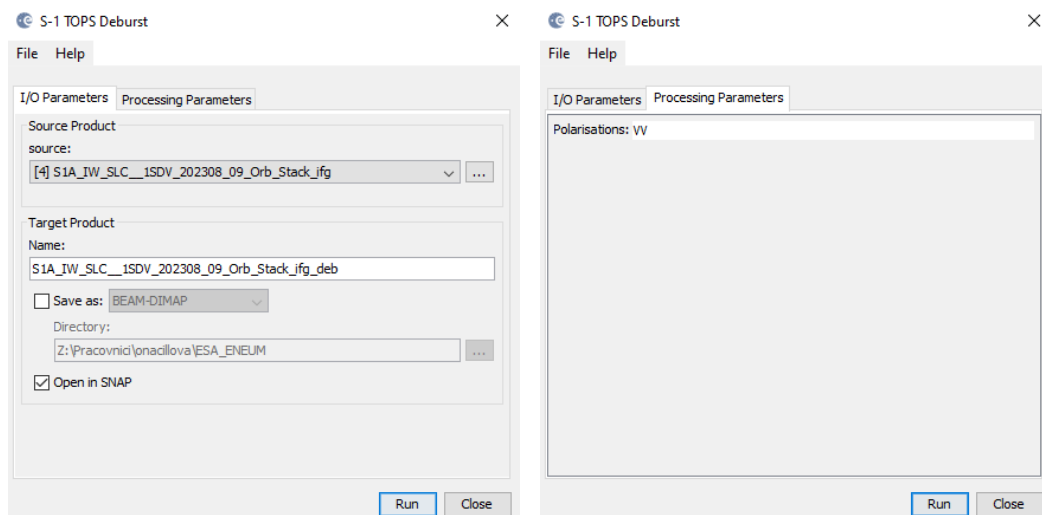 S-1 TOPS Deburst
File Help
I/O Parameters Processing Parameters
Source Product
source:
[4] S1A_IW_SLC__1SDV_202308_09_Orb_Stack_ifg
...
Target Product
Name:
S1A_IW_SLC__1SDV_202308_09_Orb_Stack_ifg_deb
Save as: BEAM-DIMAP
Directory:
Z:\Pracovnici\onacillova\ESA_ENEUM
...
Open in SNAP
Run Close
S-1 TOPS Deburst
File Help
I/O Parameters Processing Parameters
Polarisations: VV
Run Close